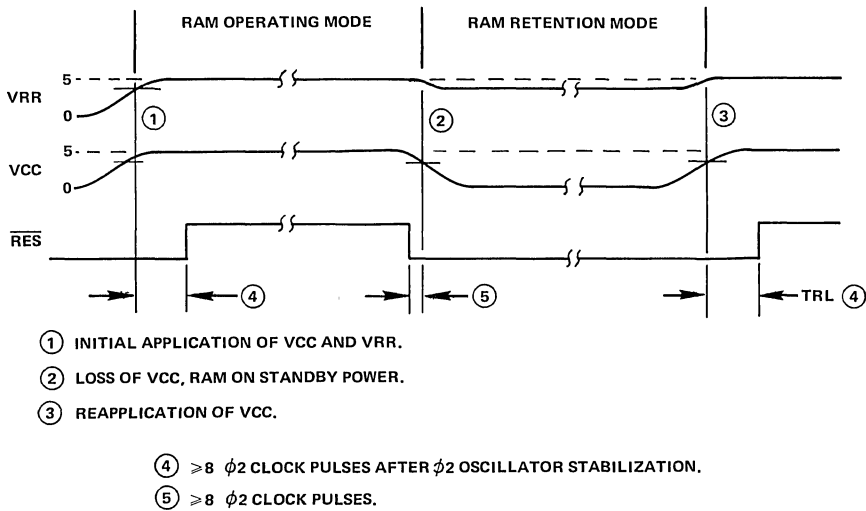 RAM OPERATING MODE
RAM RETENTION MODE
5
VRR
0
① ② ③
5
VCC
0
RES
④ ⑤ TRL ④
① INITIAL APPLICATION OF VCC AND VRR.
② LOSS OF VCC, RAM ON STANDBY POWER.
③ REAPPLICATION OF VCC.
④ ⩾8 ϕ2 CLOCK PULSES AFTER ϕ2 OSCILLATOR STABILIZATION.
⑤ ⩾8 ϕ2 CLOCK PULSES.